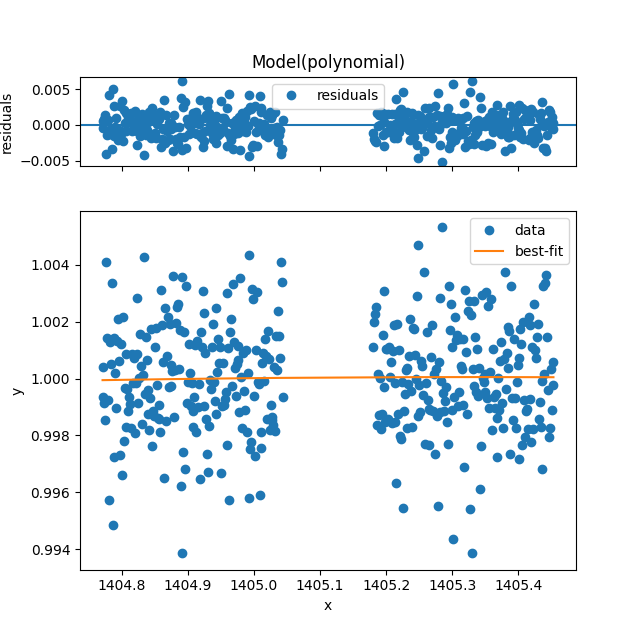 Model(polynomial)
0.005
0.000
−0.005
residuals
residuals
1.004
1.002
1.000
0.998
0.996
0.994
y
data
best-fit
1404.8 1404.9 1405.0 1405.1 1405.2 1405.3 1405.4
x